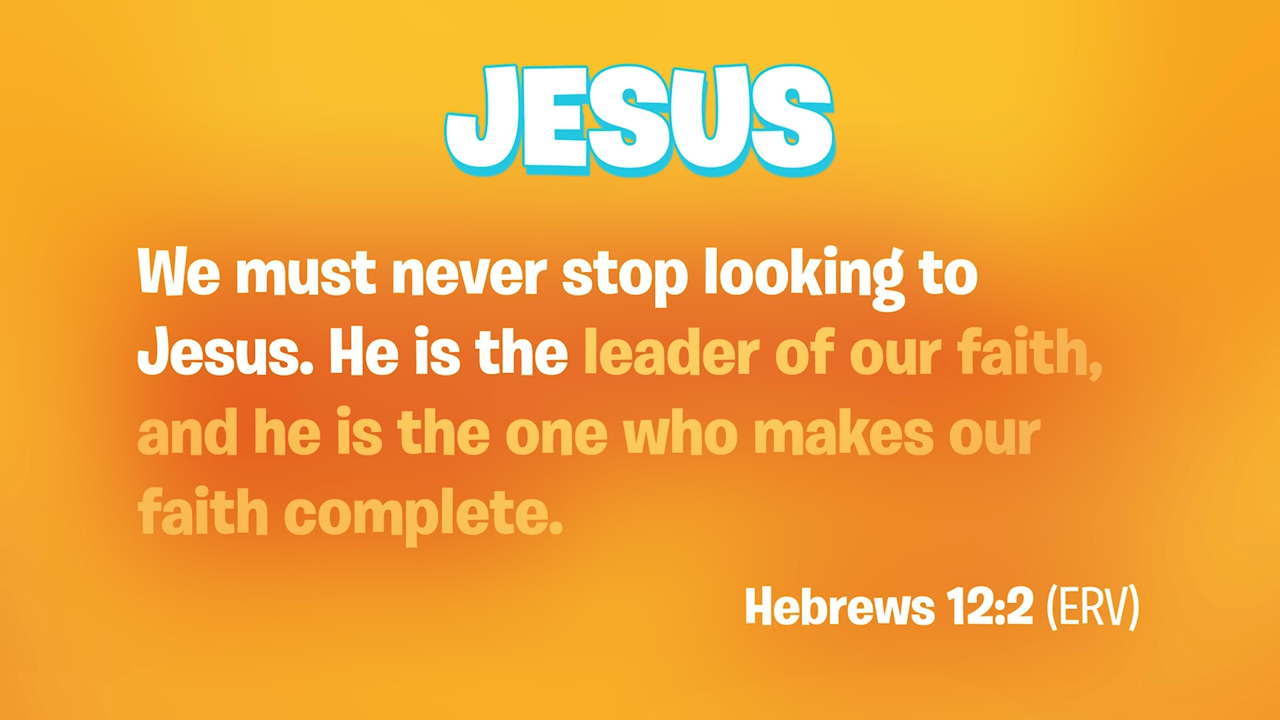 JESUS
We must never stop looking to
Jesus. He is the leader of our faith,
and he is the one who makes our
faith complete.
Hebrews 12:2 (ERV)